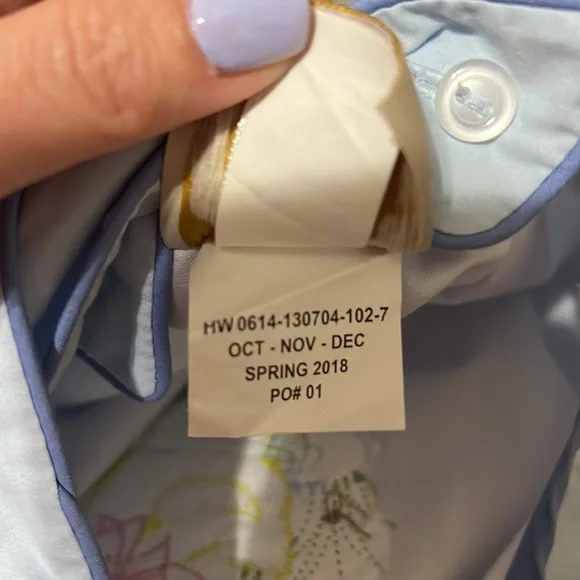 HW 0614-130704-102-7
OCT - NOV - DEC
SPRING 2018
PO# 01